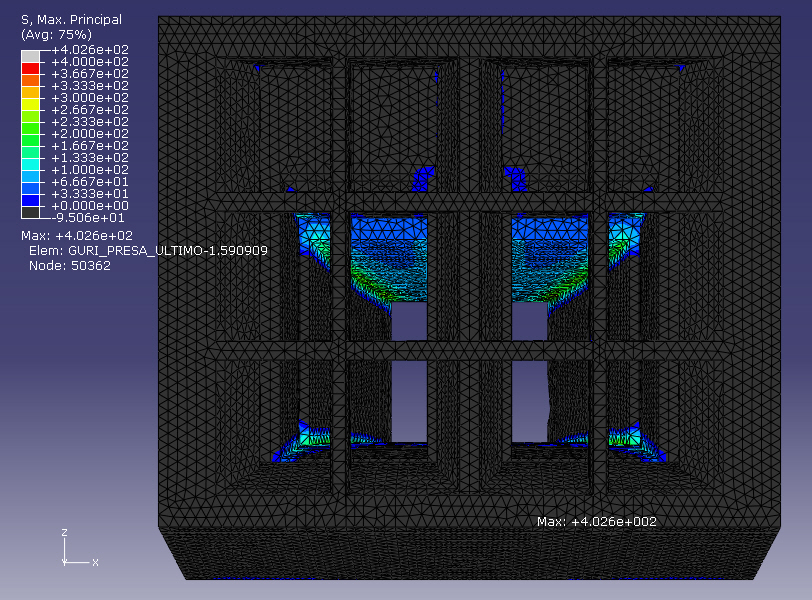 S, Max. Principal
(Avg: 75%)
+4.026e+02
+4.000e+02
+3.667e+02
+3.333e+02
+3.000e+02
+2.667e+02
+2.333e+02
+2.000e+02
+1.667e+02
+1.333e+02
+1.000e+02
+6.667e+01
+3.333e+01
+0.000e+00
-9.506e+01
Max: +4.026e+02
Elem: GURI_PRESA_ULTIMO-1.590909
Node: 50362
Max: +4.026e+002
Z
X